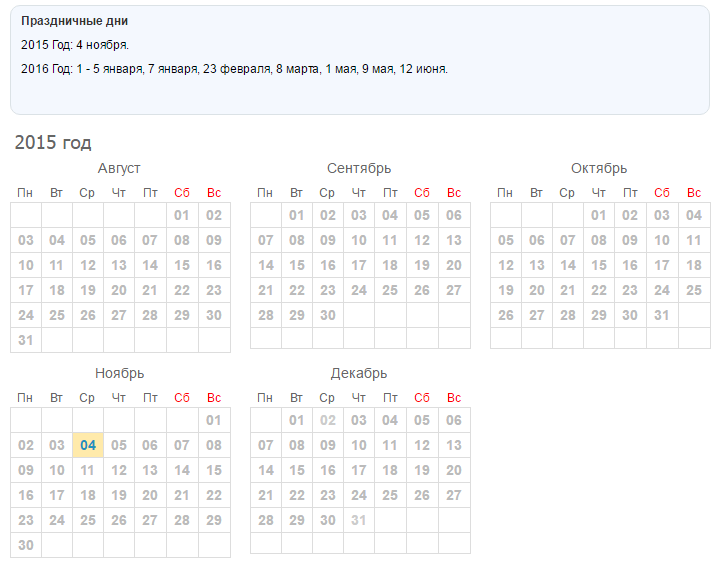 Праздничные дни
2015 Год: 4 ноября.
2016 Год: 1 - 5 января, 7 января, 23 февраля, 8 марта, 1 мая, 9 мая, 12 июня.
2015 год
Август
Пн Вт Ср Чт Пт Сб Вс
01 02
03 04 05 06 07 08 09
10 11 12 13 14 15 16
17 18 19 20 21 22 23
24 25 26 27 28 29 30
31
Сентябрь
Пн Вт Ср Чт Пт Сб Вс
01 02 03 04 05 06
07 08 09 10 11 12 13
14 15 16 17 18 19 20
21 22 23 24 25 26 27
28 29 30
Октябрь
Пн Вт Ср Чт Пт Сб Вс
01 02 03 04
05 06 07 08 09 10 11
12 13 14 15 16 17 18
19 20 21 22 23 24 25
26 27 28 29 30 31
Ноябрь
Пн Вт Ср Чт Пт Сб Вс
01
02 03 04 05 06 07 08
09 10 11 12 13 14 15
16 17 18 19 20 21 22
23 24 25 26 27 28 29
30
Декабрь
Пн Вт Ср Чт Пт Сб Вс
01 02 03 04 05 06
07 08 09 10 11 12 13
14 15 16 17 18 19 20
21 22 23 24 25 26 27
28 29 30 31